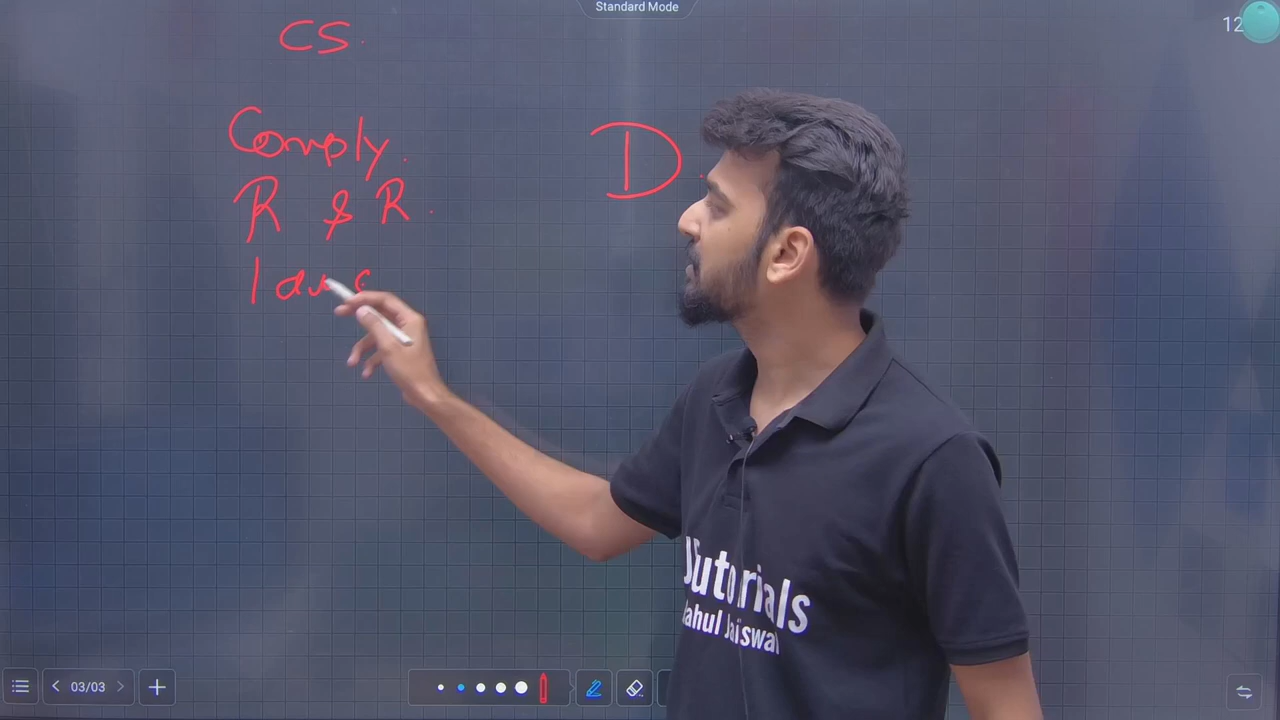 Standard Mode
12
CS.
Comply.
D.
R & R.
laws
Tutorials
Rahul Jaiswal
03/03